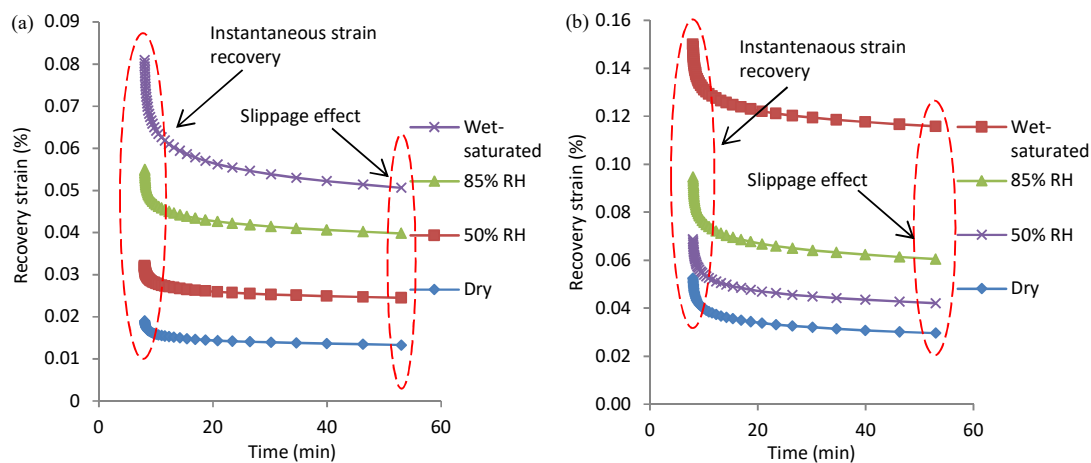 (a)
Recovery strain (%)
0.09
0.08
0.07
0.06
0.05
0.04
0.03
0.02
0.01
0
0 20 40 60
Time (min)
Instantaneous strain
recovery
Slippage effect
Wet-
saturated
85% RH
50% RH
Dry
(b)
Recovery strain (%)
0.16
0.14
0.12
0.10
0.08
0.06
0.04
0.02
0.00
0 20 40 60
Time (min)
Instantenaous strain
recovery
Slippage effect
Wet-
saturated
85% RH
50% RH
Dry